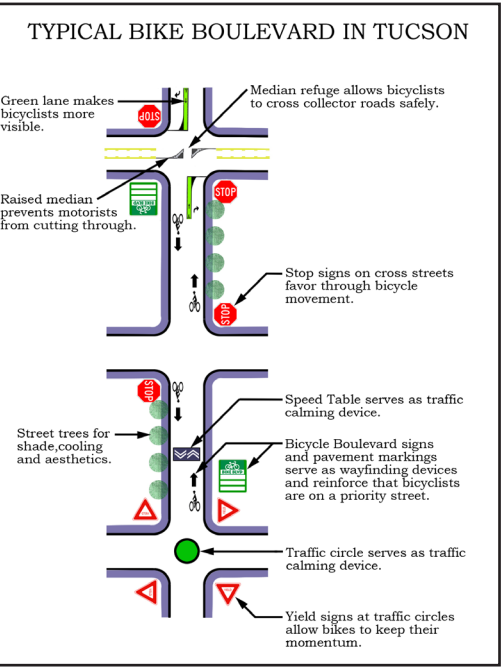 TYPICAL BIKE BOULEVARD IN TUCSON
Green lane makes
bicyclists more
visible.
STOP
Median refuge allows bicyclists
to cross collector roads safely.
Raised median
prevents motorists
from cutting through.
BIKE BLVD
STOP
Stop signs on cross streets
favor through bicycle
movement.
STOP
STOP
Speed Table serves as traffic
calming device.
Street trees for
shade,cooling
and aesthetics.
Bicycle Boulevard signs
and pavement markings
serve as wayfinding devices
and reinforce that bicyclists
are on a priority street.
BIKE BLVD
Traffic circle serves as traffic
calming device.
Yield signs at traffic circles
allow bikes to keep their
momentum.